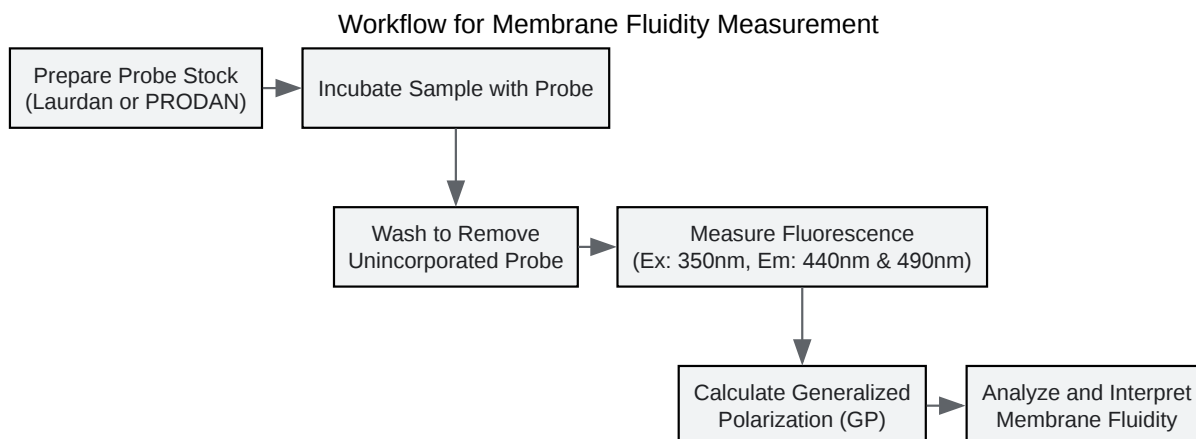 Workflow for Membrane Fluidity Measurement
Prepare Probe Stock
(Laurdan or PRODAN)
Incubate Sample with Probe
Wash to Remove
Unincorporated Probe
Measure Fluorescence
(Ex: 350nm, Em: 440nm & 490nm)
Calculate Generalized
Polarization (GP)
Analyze and Interpret
Membrane Fluidity